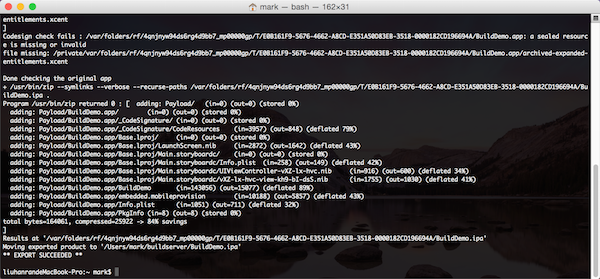 mark — bash — 162×31
entitlements.xcent
]
Codesign check fails : /var/folders/rf/4qnjnyw94ds6rg4d9bb7_mp00000gp/T/E0B161F9-5676-4662-ABCD-E351A50D83EB-3518-0000182CD196694A/BuildDemo.app: a sealed resourc
e is missing or invalid
file missing: /private/var/folders/rf/4qnjnyw94ds6rg4d9bb7_mp00000gp/T/E0B161F9-5676-4662-ABCD-E351A50D83EB-3518-0000182CD196694A/BuildDemo.app/archived-expanded-
entitlements.xcent
Done checking the original app
+ /usr/bin/zip --symlinks --verbose --recurse-paths /var/folders/rf/4qnjnyw94ds6rg4d9bb7_mp00000gp/T/E0B161F9-5676-4662-ABCD-E351A50D83EB-3518-0000182CD196694A/Bu
ildDemo.ipa .
Program /usr/bin/zip returned 0 : [  adding: Payload/    (in=0) (out=0) (stored 0%)
adding: Payload/BuildDemo.app/    (in=0) (out=0) (stored 0%)
adding: Payload/BuildDemo.app/_CodeSignature/    (in=0) (out=0) (stored 0%)
adding: Payload/BuildDemo.app/_CodeSignature/CodeResources    (in=3957) (out=848) (deflated 79%)
adding: Payload/BuildDemo.app/Base.lproj/    (in=0) (out=0) (stored 0%)
adding: Payload/BuildDemo.app/Base.lproj/LaunchScreen.nib    (in=2872) (out=1642) (deflated 43%)
adding: Payload/BuildDemo.app/Base.lproj/Main.storyboardc/    (in=0) (out=0) (stored 0%)
adding: Payload/BuildDemo.app/Base.lproj/Main.storyboardc/Info.plist  (in=258) (out=149) (deflated 42%)
adding: Payload/BuildDemo.app/Base.lproj/Main.storyboardc/UIViewController-vXZ-lx-hvc.nib    (in=916) (out=600) (deflated 34%)
adding: Payload/BuildDemo.app/Base.lproj/Main.storyboardc/vXZ-lx-hvc-view-kh9-bI-dsS.nib    (in=1755) (out=1030) (deflated 41%)
adding: Payload/BuildDemo.app/BuildDemo    (in=143056) (out=15077) (deflated 89%)
adding: Payload/BuildDemo.app/embedded.mobileprovision    (in=10188) (out=5857) (deflated 43%)
adding: Payload/BuildDemo.app/Info.plist    (in=1051) (out=711) (deflated 32%)
adding: Payload/BuildDemo.app/PkgInfo (in=8) (out=8) (stored 0%)
total bytes=164061, compressed=25922 -> 84% savings
]
Results at '/var/folders/rf/4qnjnyw94ds6rg4d9bb7_mp00000gp/T/E0B161F9-5676-4662-ABCD-E351A50D83EB-3518-0000182CD196694A/BuildDemo.ipa'
Moving exported product to '/Users/mark/buildserver/BuildDemo.ipa'
** EXPORT SUCCEEDED **
liuhanrandeMacBook-Pro:~ mark$